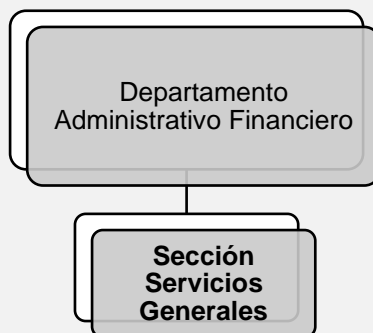 Departamento
Administrativo Financiero
Sección
Servicios
Generales